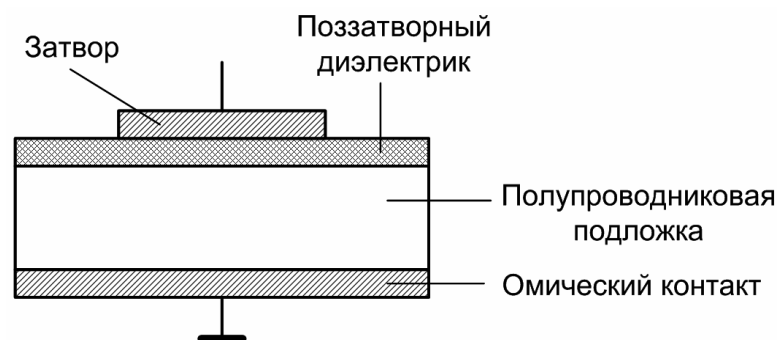 Затвор
Поззатворный
диэлектрик
Полупроводниковая
подложка
Омический контакт